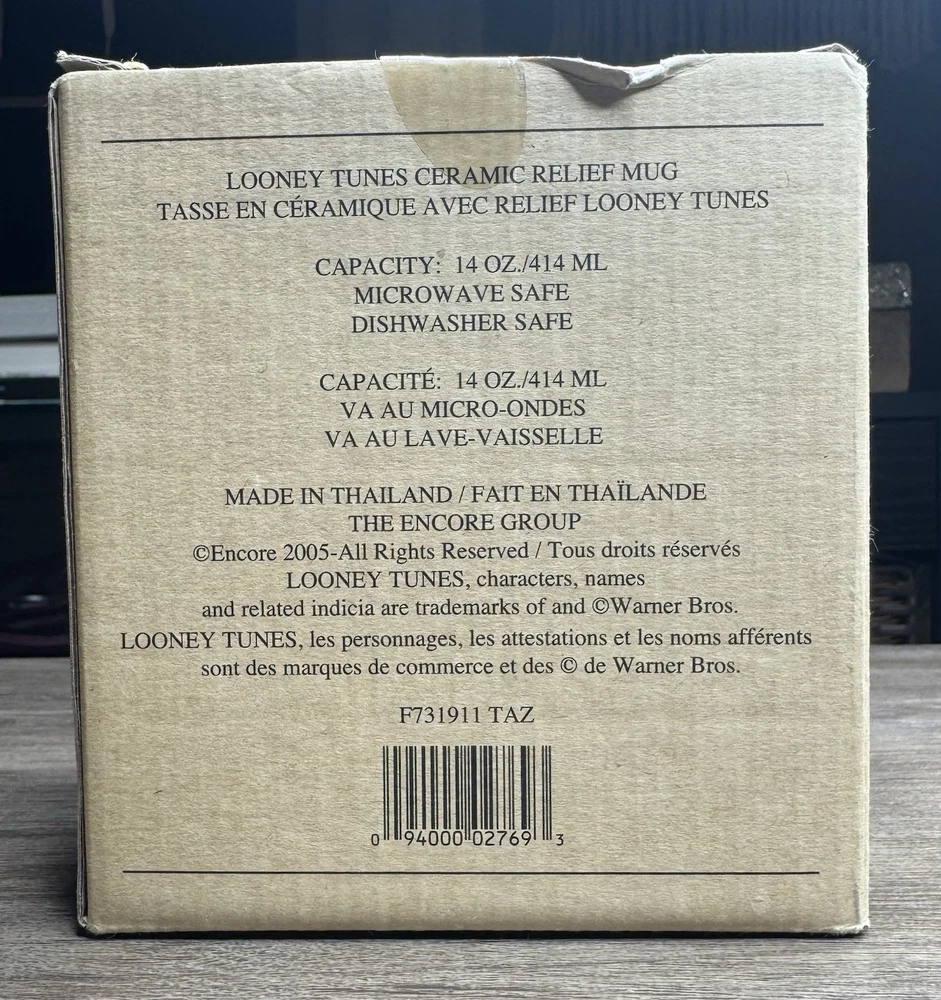 LOONEY TUNES CERAMIC RELIEF MUG
TASSE EN CÉRAMIQUE AVEC RELIEF LOONEY TUNES
CAPACITY: 14 OZ./414 ML
MICROWAVE SAFE
DISHWASHER SAFE
CAPACITÉ: 14 OZ./414 ML
VA AU MICRO-ONDES
VA AU LAVE-VAISSELLE
MADE IN THAILAND / FAIT EN THAÏLANDE
THE ENCORE GROUP
©Encore 2005-All Rights Reserved / Tous droits réservés
LOONEY TUNES, characters, names
and related indicia are trademarks of and ©Warner Bros.
LOONEY TUNES, les personnages, les attestations et les noms afférents
sont des marques de commerce et des © de Warner Bros.
F731911 TAZ
0 94000 02769 3